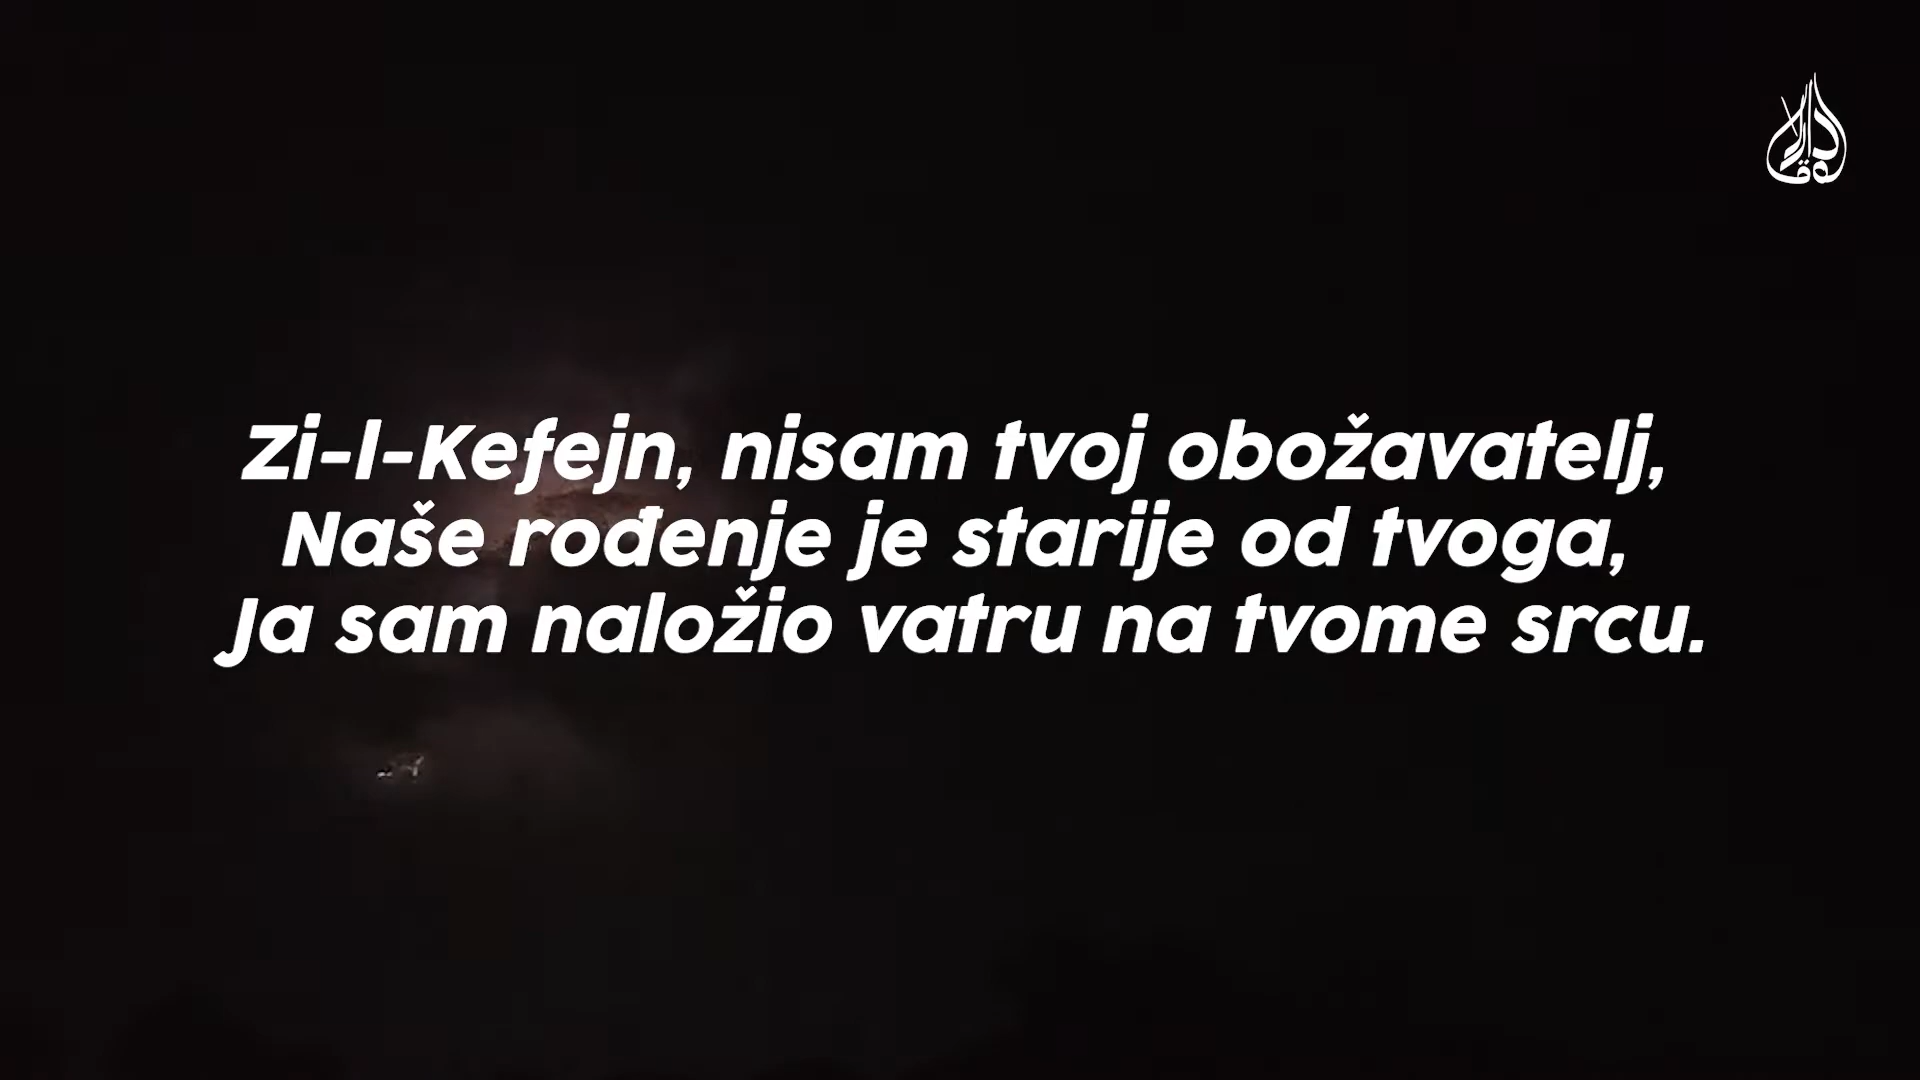 Zi-l-Kefejn, nisam tvoj obožavatelj,
Naše rođenje je starije od tvoga,
Ja sam naložio vatru na tvome srcu.